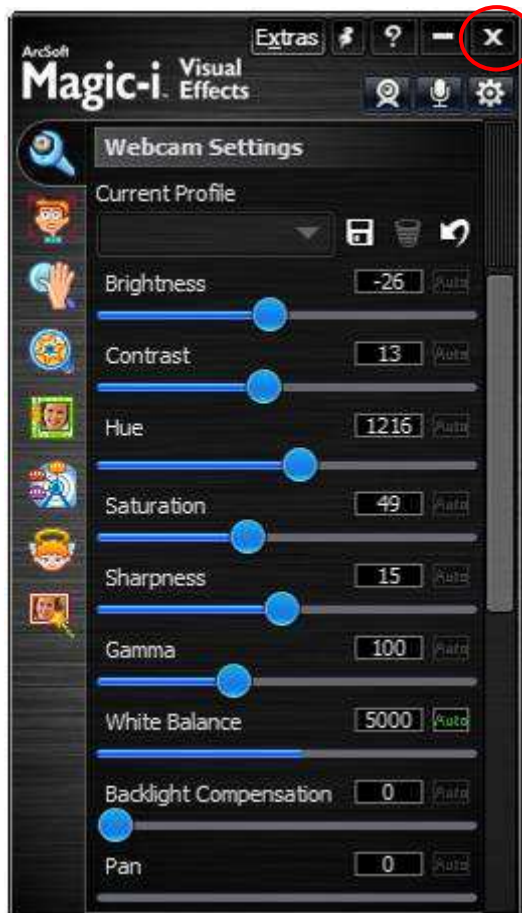 Extras ? X
ArcSoft
Magic-i Visual Effects
Webcam Settings
Current Profile
Brightness -26 Auto
Contrast 13 Auto
Hue 1216 Auto
Saturation 49 Auto
Sharpness 15 Auto
Gamma 100 Auto
White Balance 5000 Auto
Backlight Compensation 0 Auto
Pan 0 Auto